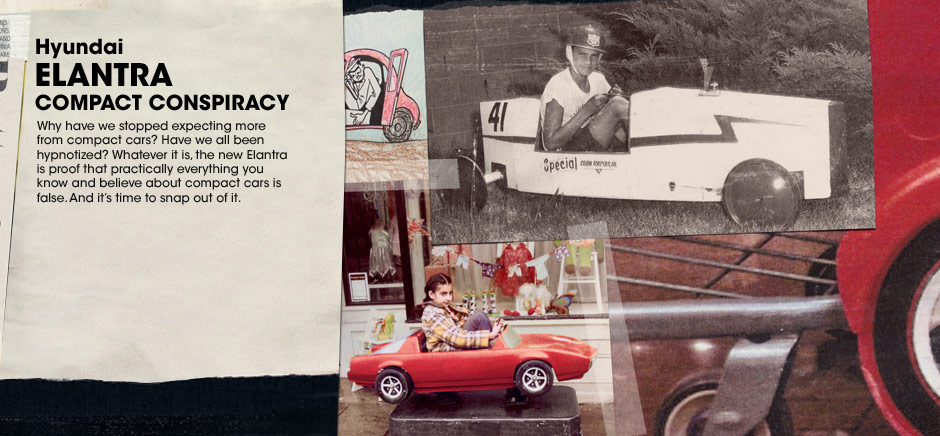 Hyundai
ELANTRA
COMPACT CONSPIRACY
Why have we stopped expecting more
from compact cars? Have we all been
hypnotized? Whatever it is, the new Elantra
is proof that practically everything you
know and believe about compact cars is
false. And it's time to snap out of it.
41
Special